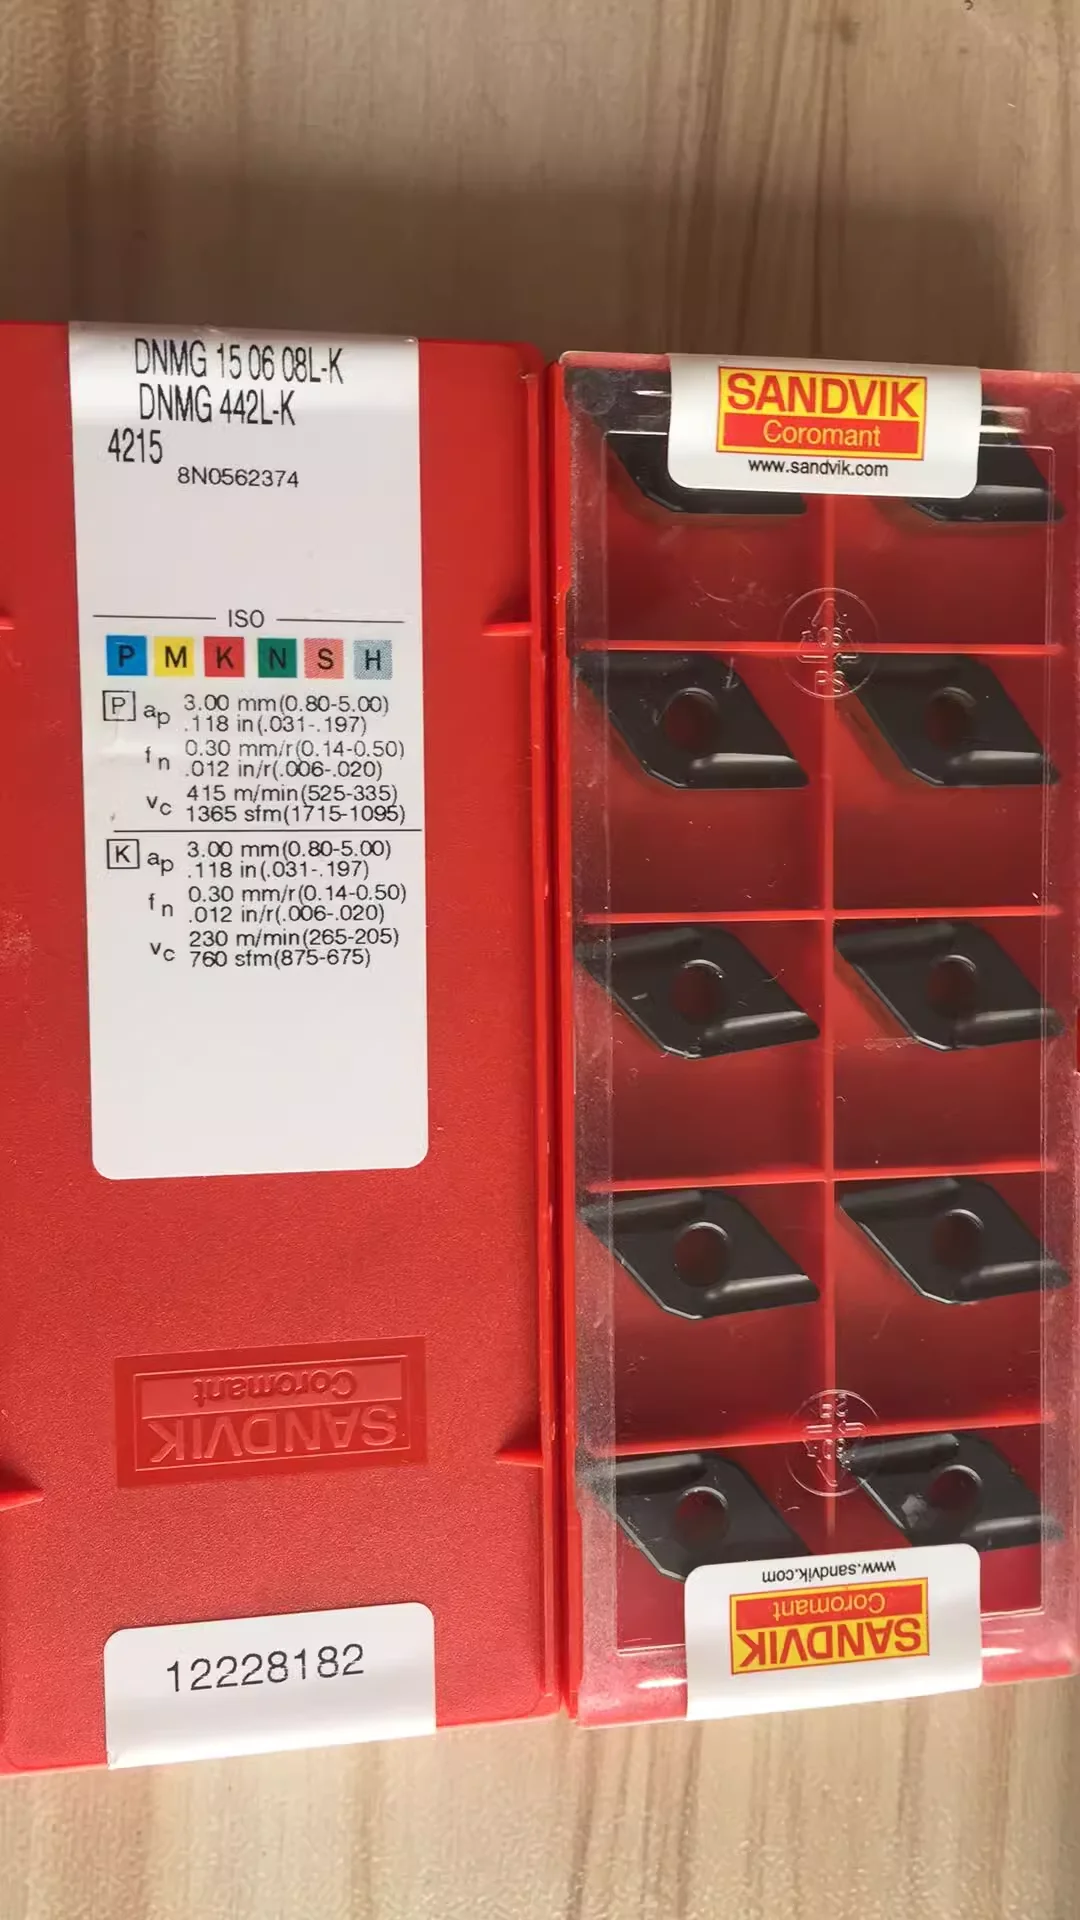 DNMG 15 06 08L-K
DNMG 442L-K
4215
8N0562374
ISO
P M K N S H
P ap 3.00 mm(0.80-5.00)
.118 in(.031-.197)
fn 0.30 mm/r(0.14-0.50)
.012 in/r(.006-.020)
vc 415 m/min(525-335)
1365 sfm(1715-1095)
K ap 3.00 mm(0.80-5.00)
.118 in(.031-.197)
fn 0.30 mm/r(0.14-0.50)
.012 in/r(.006-.020)
vc 230 m/min(265-205)
760 sfm(875-675)
SANDVIK
Coromant
12228182
SANDVIK
Coromant
www.sandvik.com
06
PS
06
PS
SANDVIK
Coromant
www.sandvik.com